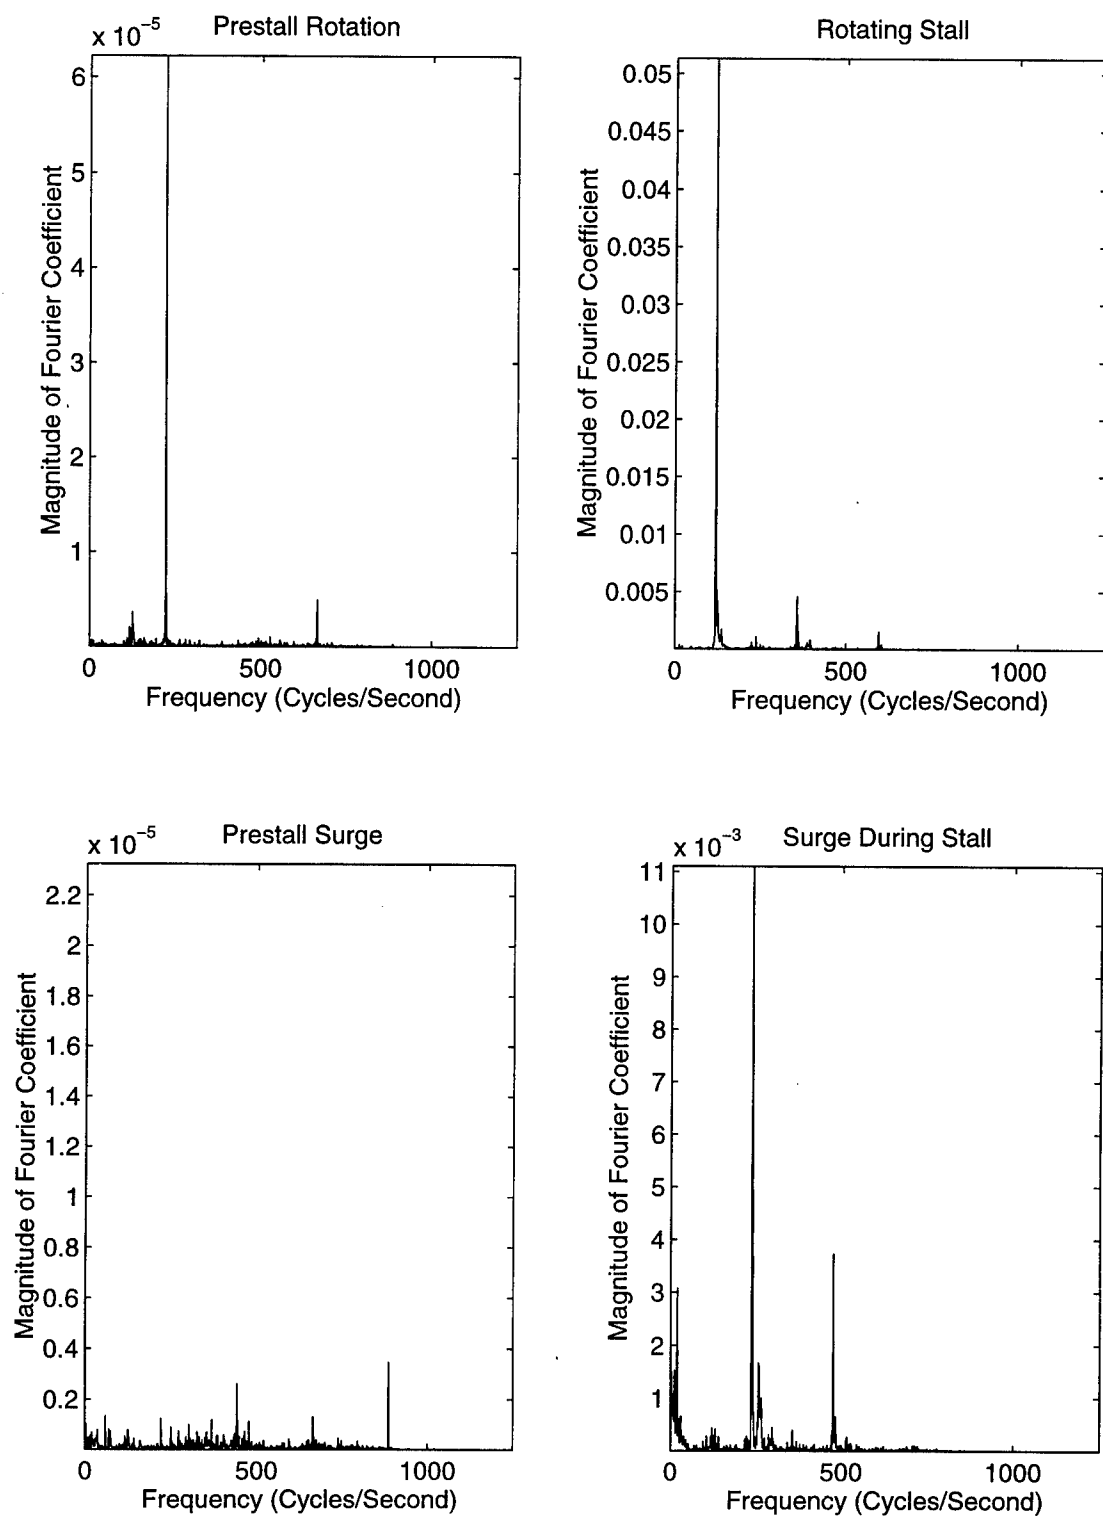 Prestall Rotation
x 10⁻⁵
6
5
4
3
2
1
Magnitude of Fourier Coefficient
0 500 1000
Frequency (Cycles/Second)
Rotating Stall
0.05
0.045
0.04
0.035
0.03
0.025
0.02
0.015
0.01
0.005
Magnitude of Fourier Coefficient
0 500 1000
Frequency (Cycles/Second)
Prestall Surge
x 10⁻⁵
2.2
2
1.8
1.6
1.4
1.2
1
0.8
0.6
0.4
0.2
Magnitude of Fourier Coefficient
0 500 1000
Frequency (Cycles/Second)
Surge During Stall
x 10⁻³
11
10
9
8
7
6
5
4
3
2
1
Magnitude of Fourier Coefficient
0 500 1000
Frequency (Cycles/Second)